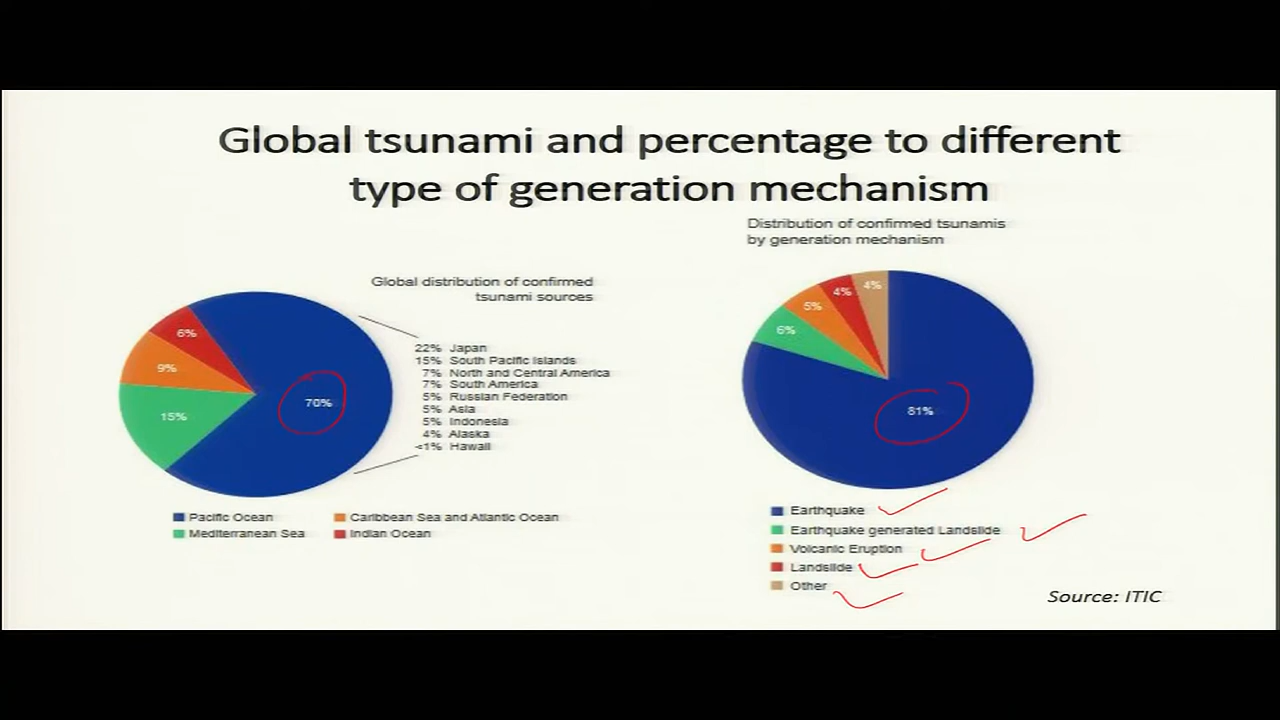 Global tsunami and percentage to different
type of generation mechanism
Global distribution of confirmed
tsunami sources
6%
9%
15%
70%
22% Japan
15% South Pacific Islands
7% North and Central America
7% South America
5% Russian Federation
5% Asia
5% Indonesia
4% Alaska
<1% Hawaii
Pacific Ocean
Caribbean Sea and Atlantic Ocean
Mediterranean Sea
Indian Ocean
Distribution of confirmed tsunamis
by generation mechanism
4%
4%
5%
6%
81%
Earthquake
Earthquake generated Landslide
Volcanic Eruption
Landslide
Other
Source: ITIC